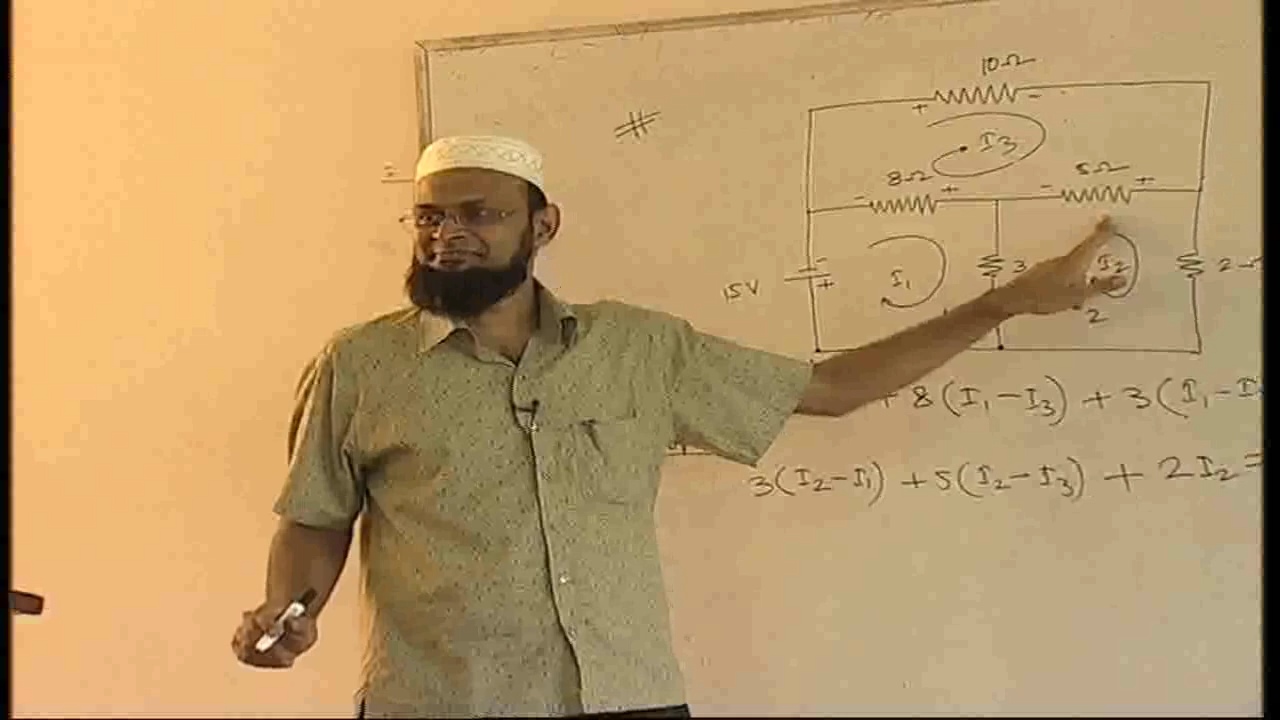 10Ω
+ -
#
I3
8Ω 5Ω
- + - +
-
+
15V
I1
3
I2
2Ω
2
+ 8(I1-I3) + 3(I1-I
3(I2-I1) + 5(I2-I3) + 2I2=